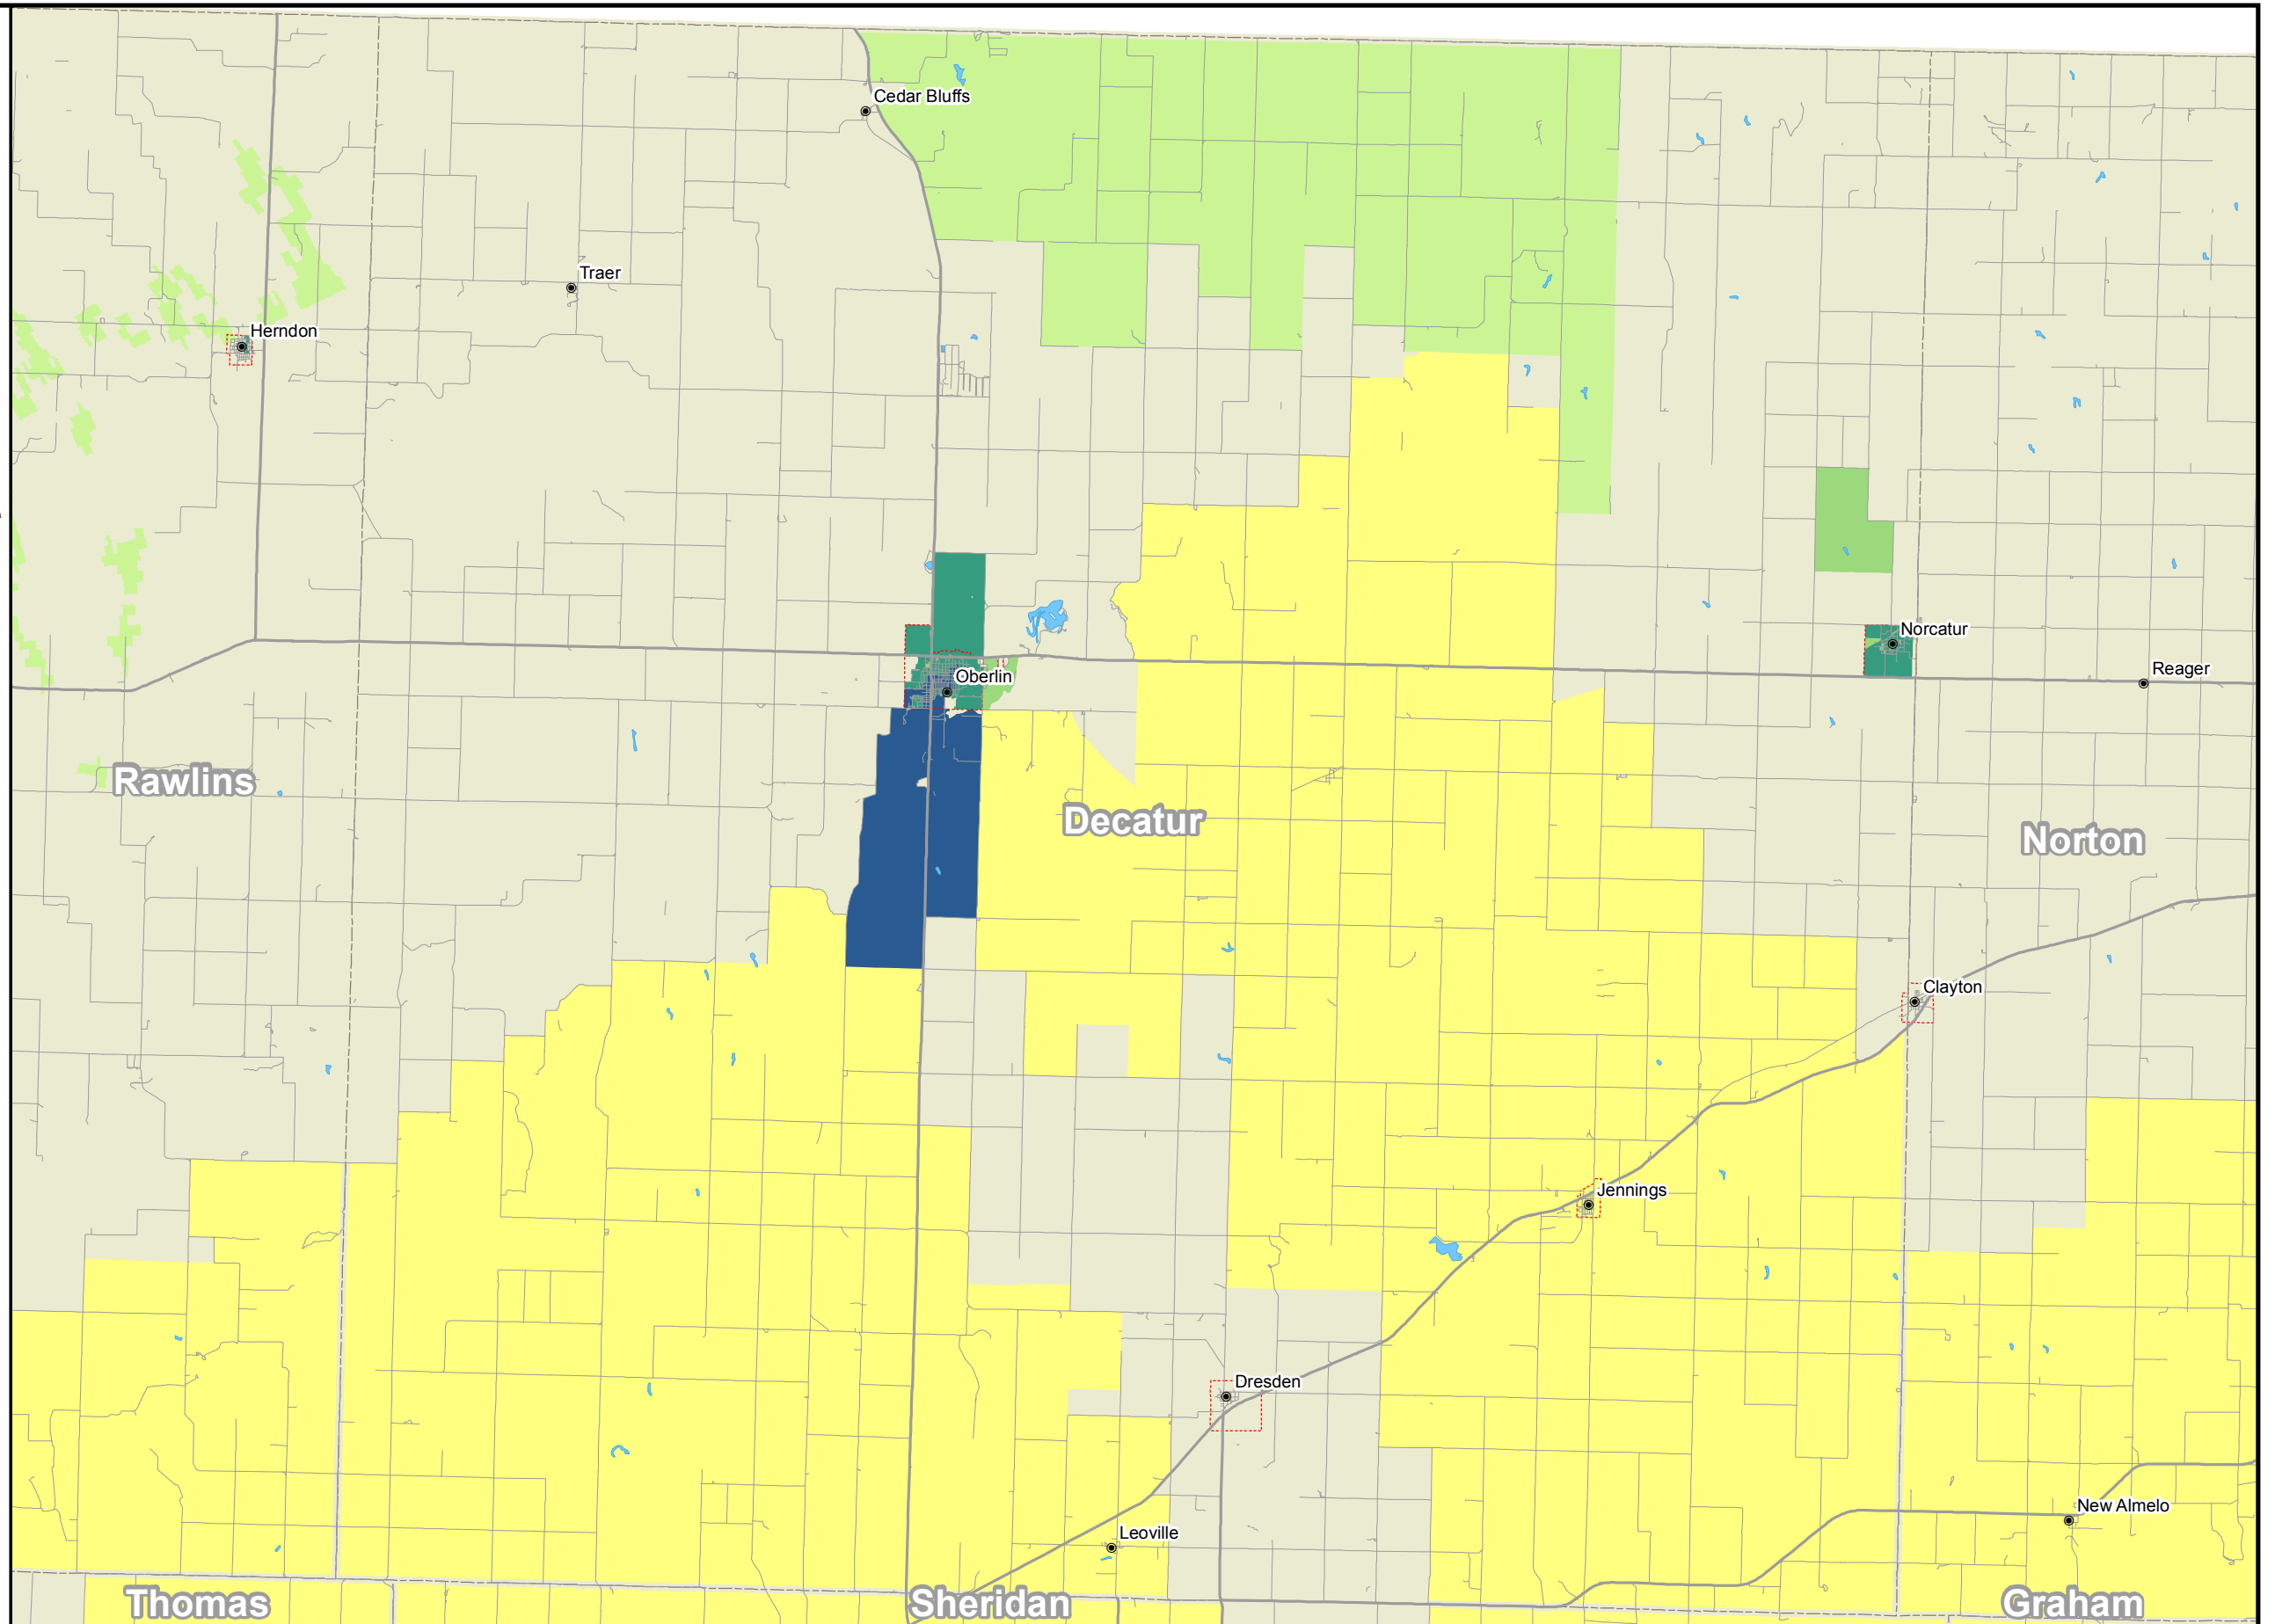 Cedar Bluffs
Traer
Herndon
Norcatur
Reager
Oberlin
Rawlins
Decatur
Norton
Clayton
Jennings
Dresden
New Almelo
Leoville
Thomas
Sheridan
Graham